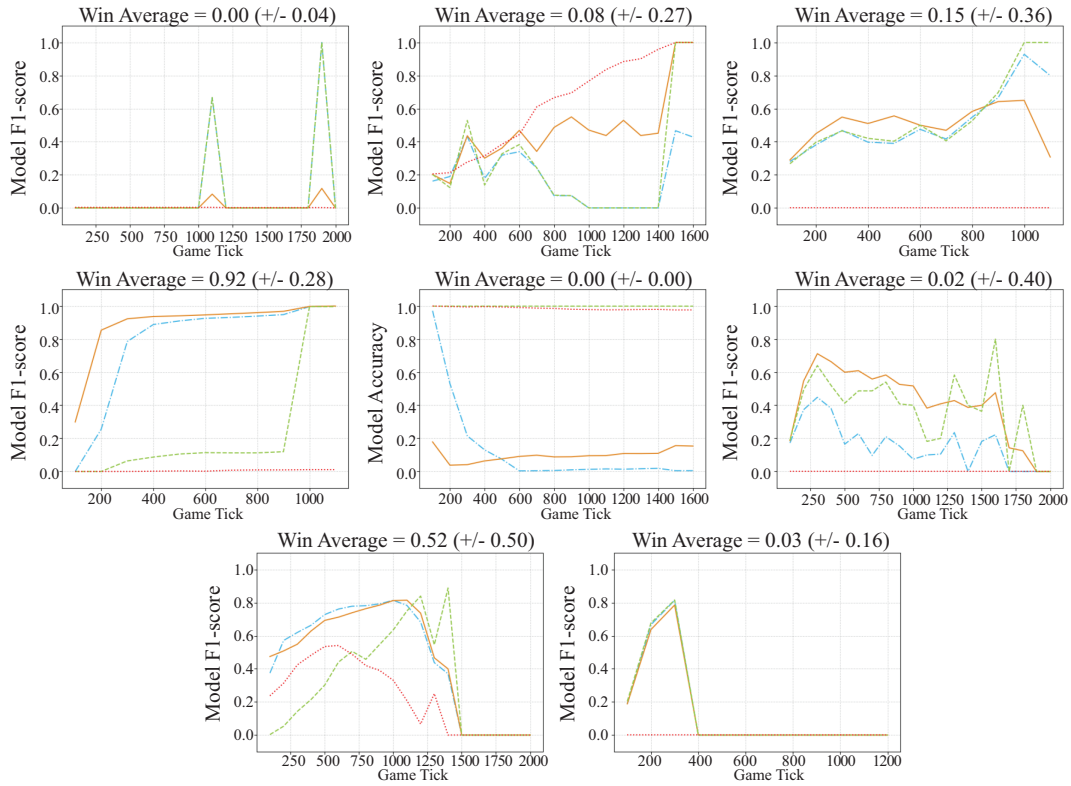 Win Average = 0.00 (+/- 0.04)
Model F1-score
1.0
0.8
0.6
0.4
0.2
0.0
250 500 750 1000 1250 1500 1750 2000
Game Tick
Win Average = 0.08 (+/- 0.27)
Model F1-score
1.0
0.8
0.6
0.4
0.2
0.0
200 400 600 800 1000 1200 1400 1600
Game Tick
Win Average = 0.15 (+/- 0.36)
Model F1-score
1.0
0.8
0.6
0.4
0.2
0.0
200 400 600 800 1000
Game Tick
Win Average = 0.92 (+/- 0.28)
Model F1-score
1.0
0.8
0.6
0.4
0.2
0.0
200 400 600 800 1000
Game Tick
Win Average = 0.00 (+/- 0.00)
Model Accuracy
1.0
0.8
0.6
0.4
0.2
0.0
200 400 600 800 1000 1200 1400 1600
Game Tick
Win Average = 0.02 (+/- 0.40)
Model F1-score
1.0
0.8
0.6
0.4
0.2
0.0
250 500 750 1000 1250 1500 1750 2000
Game Tick
Win Average = 0.52 (+/- 0.50)
Model F1-score
1.0
0.8
0.6
0.4
0.2
0.0
250 500 750 1000 1250 1500 1750 2000
Game Tick
Win Average = 0.03 (+/- 0.16)
Model F1-score
1.0
0.8
0.6
0.4
0.2
0.0
200 400 600 800 1000 1200
Game Tick